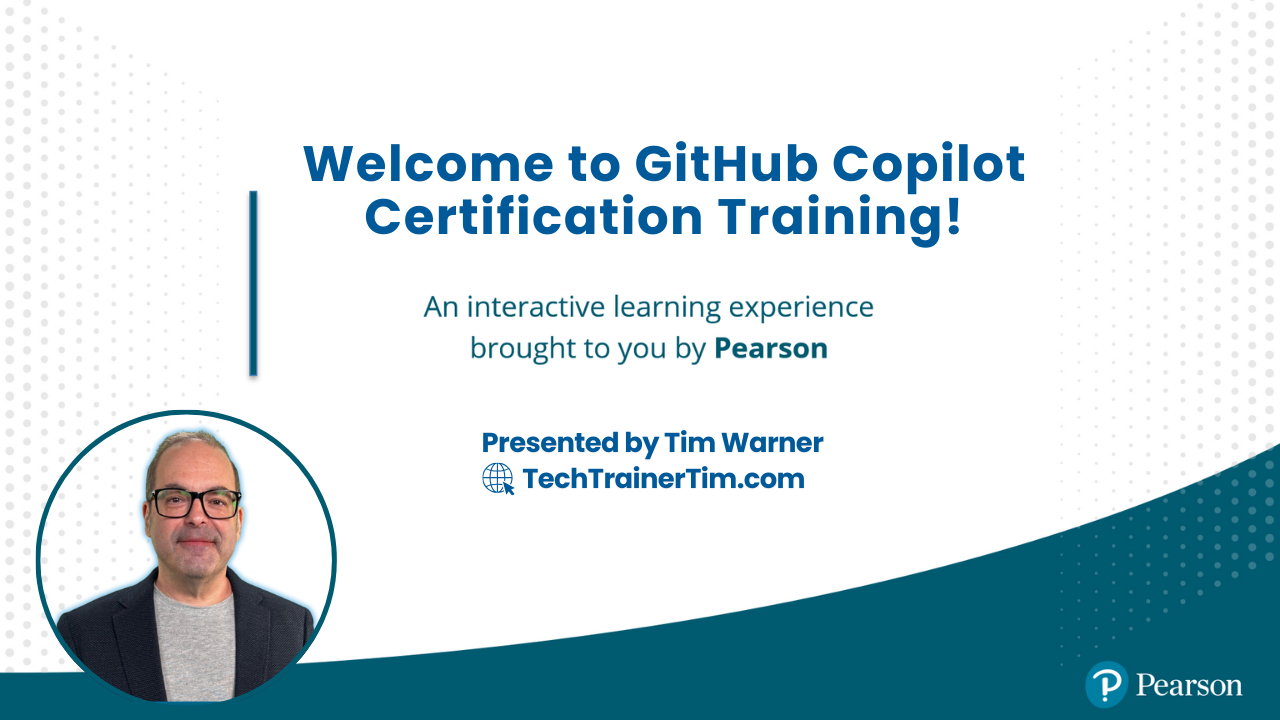 Welcome to GitHub Copilot
Certification Training!
An interactive learning experience
brought to you by Pearson
Presented by Tim Warner
TechTrainerTim.com
Pearson